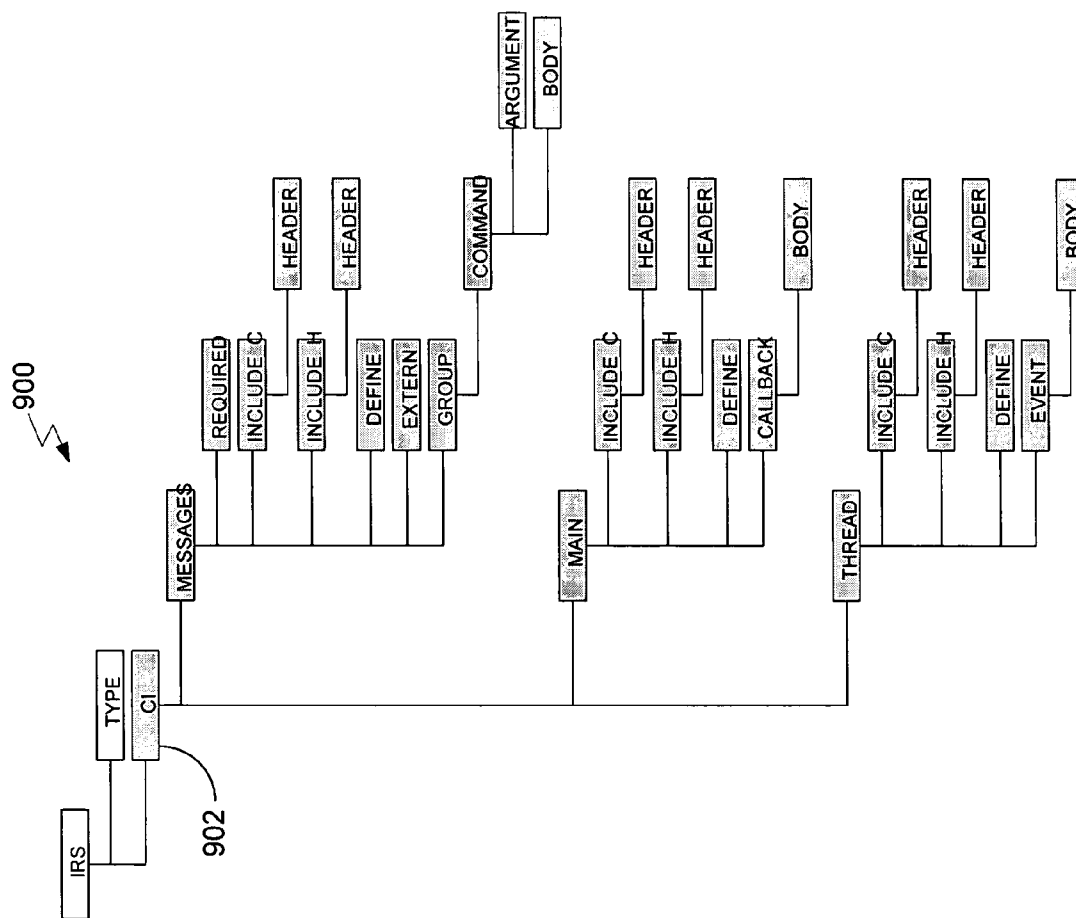 900
IRS
TYPE
CI
902
MESSAGES
REQUIRED
INCLUDE C
HEADER
INCLUDE H
HEADER
DEFINE
EXTERN
GROUP
COMMAND
ARGUMENT
BODY
MAIN
INCLUDE C
HEADER
INCLUDE H
HEADER
DEFINE
CALLBACK
BODY
THREAD
INCLUDE C
HEADER
INCLUDE H
HEADER
DEFINE
EVENT
BODY